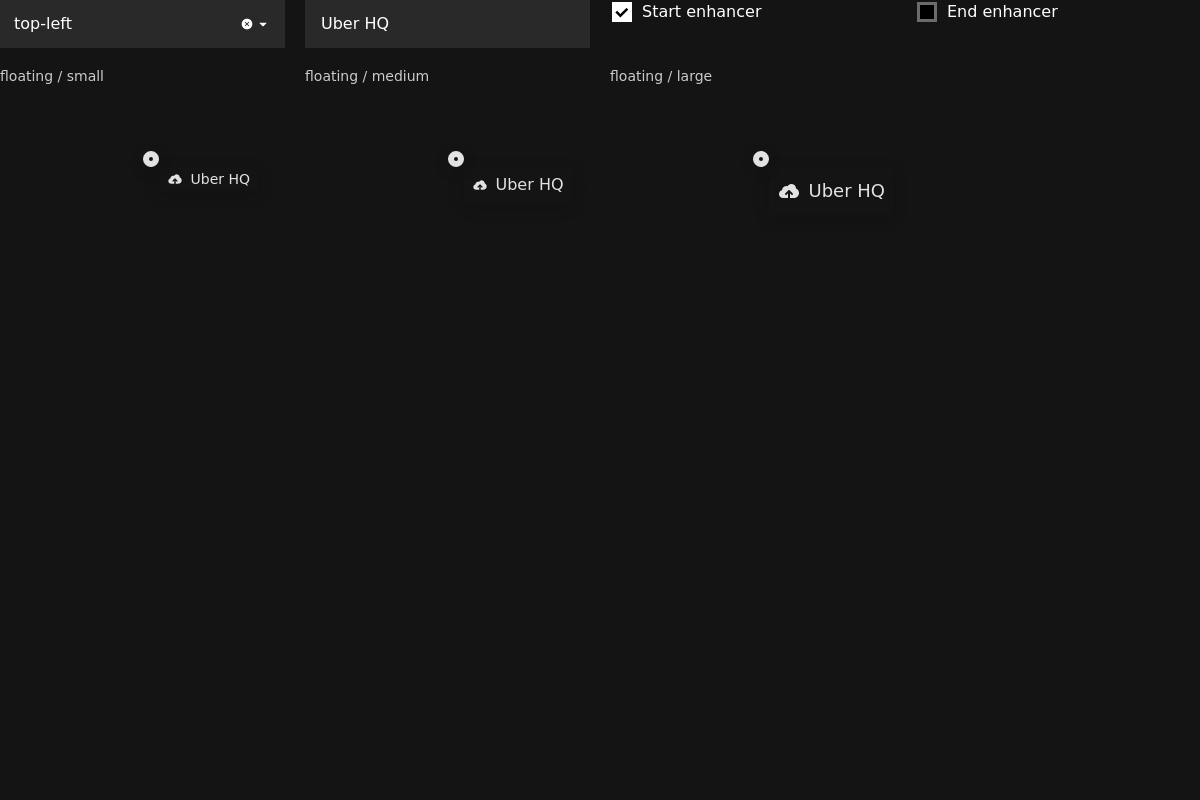 top-left
Uber HQ
Start enhancer
End enhancer
floating / small
floating / medium
floating / large
Uber HQ
Uber HQ
Uber HQ